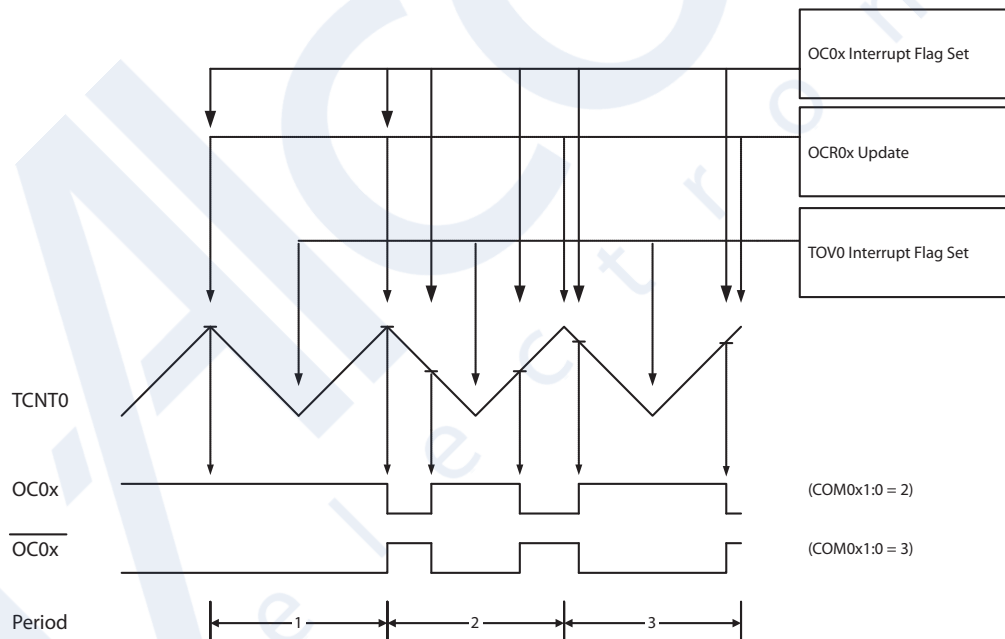 OC0x Interrupt Flag Set
OCR0x Update
TOV0 Interrupt Flag Set
TCNT0
OC0x (COM0x1:0 = 2)
OC0x (COM0x1:0 = 3)
Period 1 2 3